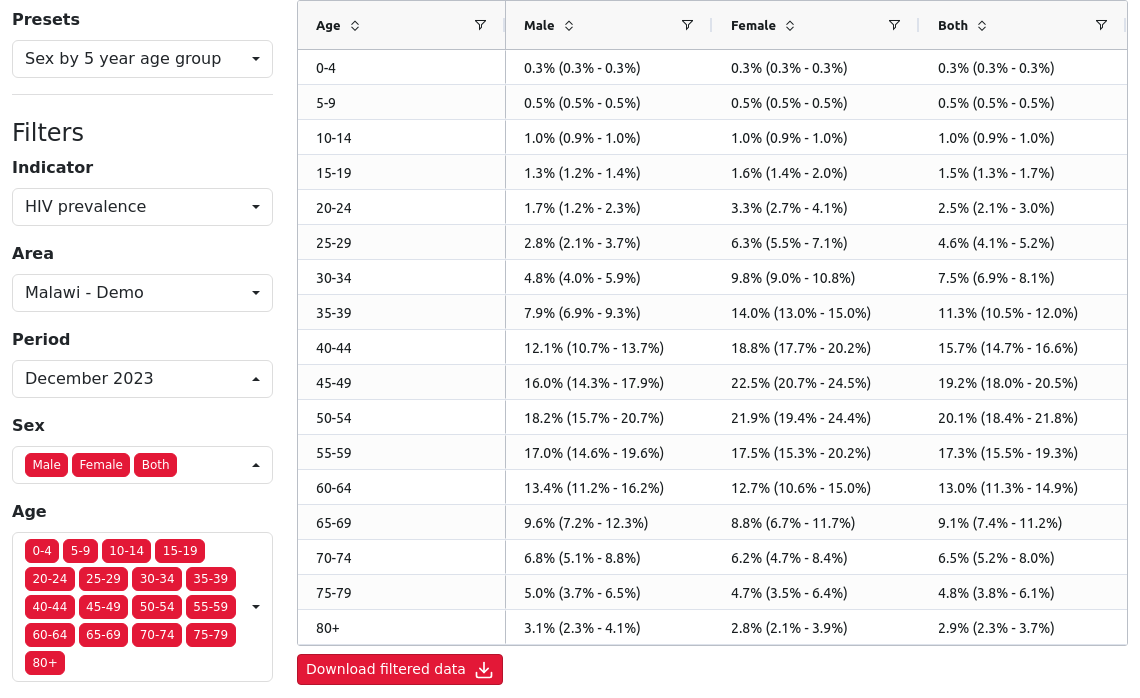 Presets
Sex by 5 year age group
Filters
Indicator
HIV prevalence
Area
Malawi - Demo
Period
December 2023
Sex
Male Female Both
Age
0-4 5-9 10-14 15-19
20-24 25-29 30-34 35-39
40-44 45-49 50-54 55-59
60-64 65-69 70-74 75-79
80+
Age Male Female Both
0-4 0.3% (0.3% - 0.3%) 0.3% (0.3% - 0.3%) 0.3% (0.3% - 0.3%)
5-9 0.5% (0.5% - 0.5%) 0.5% (0.5% - 0.5%) 0.5% (0.5% - 0.5%)
10-14 1.0% (0.9% - 1.0%) 1.0% (0.9% - 1.0%) 1.0% (0.9% - 1.0%)
15-19 1.3% (1.2% - 1.4%) 1.6% (1.4% - 2.0%) 1.5% (1.3% - 1.7%)
20-24 1.7% (1.2% - 2.3%) 3.3% (2.7% - 4.1%) 2.5% (2.1% - 3.0%)
25-29 2.8% (2.1% - 3.7%) 6.3% (5.5% - 7.1%) 4.6% (4.1% - 5.2%)
30-34 4.8% (4.0% - 5.9%) 9.8% (9.0% - 10.8%) 7.5% (6.9% - 8.1%)
35-39 7.9% (6.9% - 9.3%) 14.0% (13.0% - 15.0%) 11.3% (10.5% - 12.0%)
40-44 12.1% (10.7% - 13.7%) 18.8% (17.7% - 20.2%) 15.7% (14.7% - 16.6%)
45-49 16.0% (14.3% - 17.9%) 22.5% (20.7% - 24.5%) 19.2% (18.0% - 20.5%)
50-54 18.2% (15.7% - 20.7%) 21.9% (19.4% - 24.4%) 20.1% (18.4% - 21.8%)
55-59 17.0% (14.6% - 19.6%) 17.5% (15.3% - 20.2%) 17.3% (15.5% - 19.3%)
60-64 13.4% (11.2% - 16.2%) 12.7% (10.6% - 15.0%) 13.0% (11.3% - 14.9%)
65-69 9.6% (7.2% - 12.3%) 8.8% (6.7% - 11.7%) 9.1% (7.4% - 11.2%)
70-74 6.8% (5.1% - 8.8%) 6.2% (4.7% - 8.4%) 6.5% (5.2% - 8.0%)
75-79 5.0% (3.7% - 6.5%) 4.7% (3.5% - 6.4%) 4.8% (3.8% - 6.1%)
80+ 3.1% (2.3% - 4.1%) 2.8% (2.1% - 3.9%) 2.9% (2.3% - 3.7%)
Download filtered data